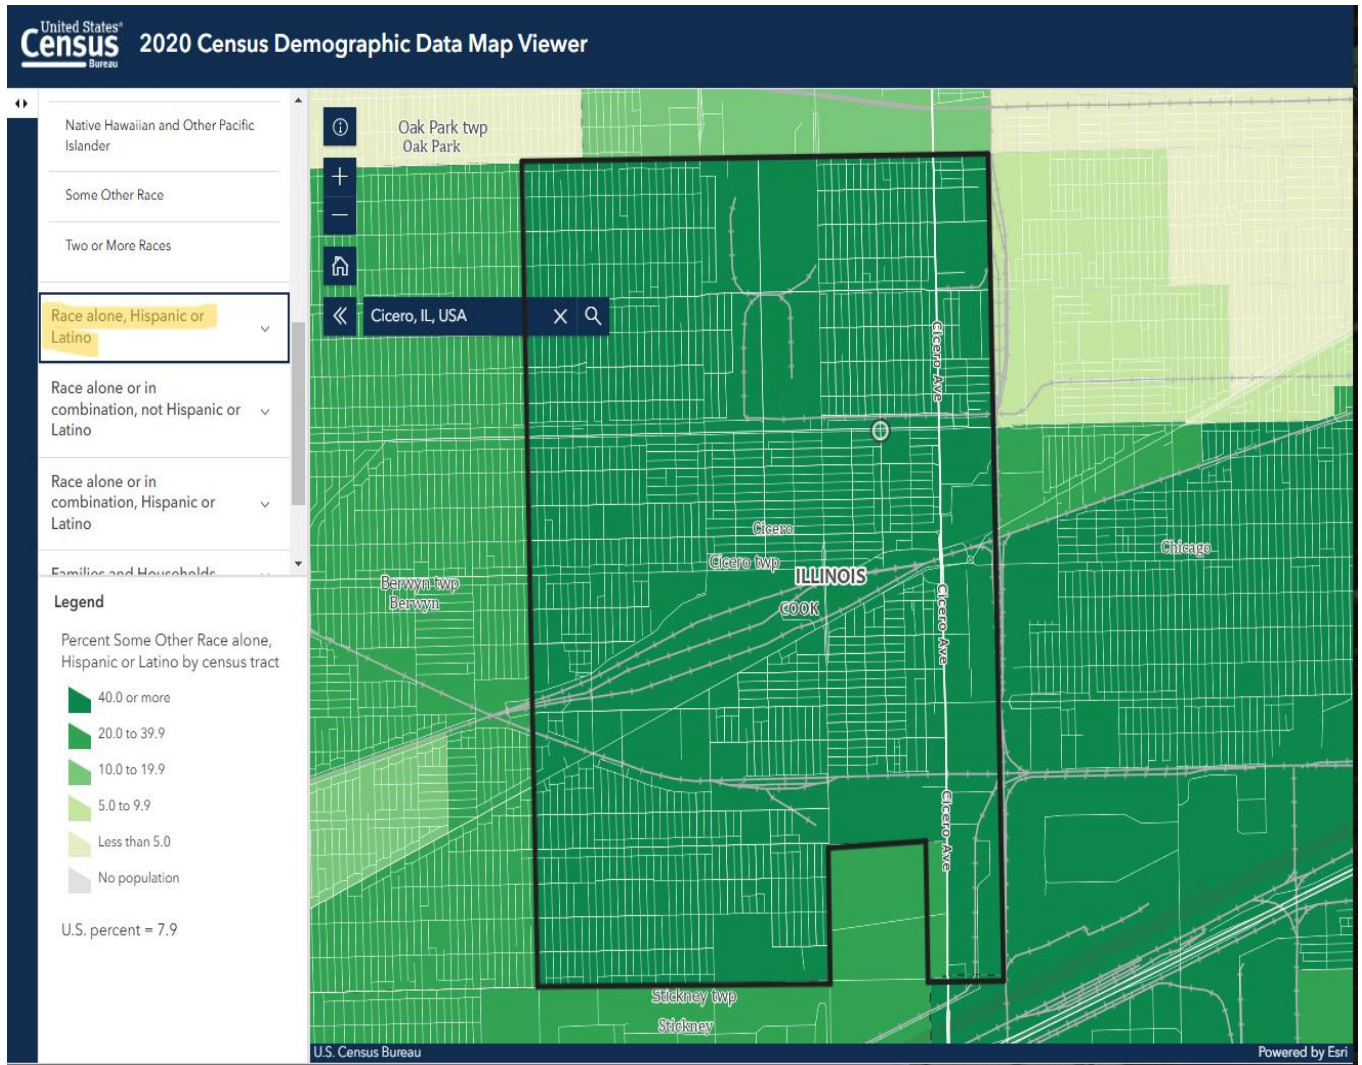 United States®
Census
Bureau
2020 Census Demographic Data Map Viewer
Native Hawaiian and Other Pacific
Islander
Some Other Race
Two or More Races
Race alone, Hispanic or
Latino
Race alone or in
combination, not Hispanic or
Latino
Race alone or in
combination, Hispanic or
Latino
Families and Households
Legend
Percent Some Other Race alone,
Hispanic or Latino by census tract
40.0 or more
20.0 to 39.9
10.0 to 19.9
5.0 to 9.9
Less than 5.0
No population
U.S. percent = 7.9
Oak Park twp
Oak Park
Cicero, IL, USA
Cicero Ave
Cicero
Cicero twp
ILLINOIS
COOK
Chicago
Berwyn twp
Berwyn
Cicero Ave
Cicero Ave
Stickney twp
Stickney
U.S. Census Bureau
Powered by Esri